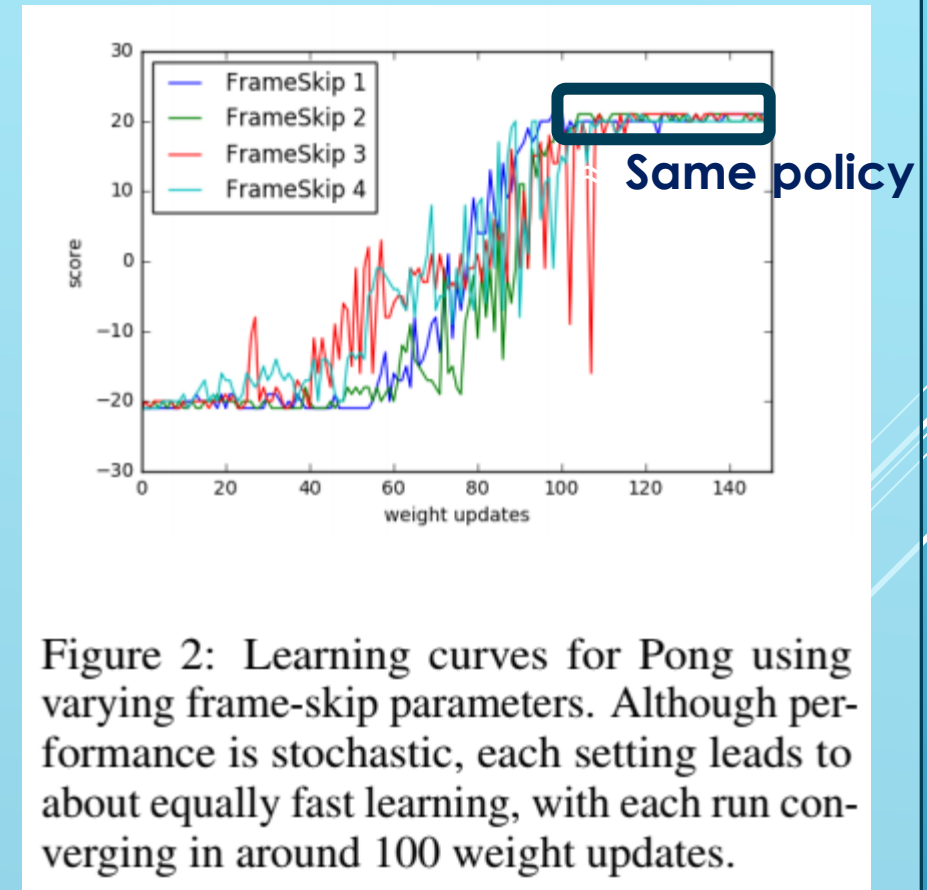 30
20
10
0
−10
−20
−30
score
FrameSkip 1
FrameSkip 2
FrameSkip 3
FrameSkip 4
≈ Same policy
0 20 40 60 80 100 120 140
weight updates
Figure 2: Learning curves for Pong using
varying frame-skip parameters. Although per-
formance is stochastic, each setting leads to
about equally fast learning, with each run con-
verging in around 100 weight updates.